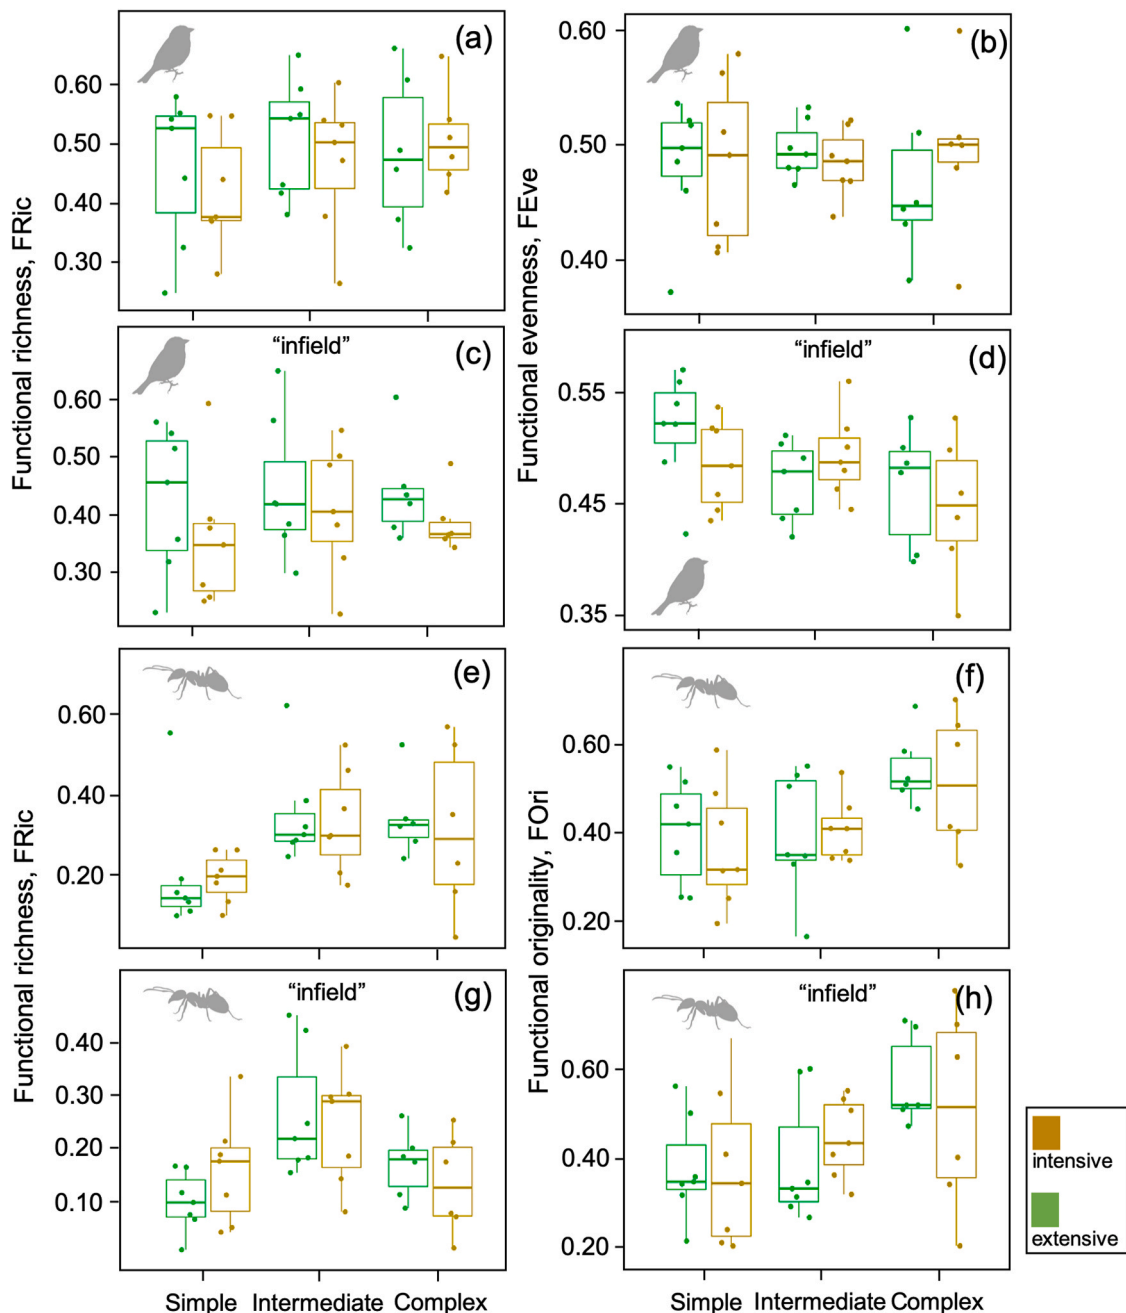 (a)
Functional richness, FRic
0.60
0.50
0.40
0.30
(b)
Functional evenness, FEve
0.60
0.50
0.40
"infield"
(c)
0.60
0.50
0.40
0.30
"infield"
(d)
0.55
0.45
0.35
(e)
Functional richness, FRic
0.60
0.40
0.20
(f)
Functional originality, FOri
0.60
0.40
0.20
"infield"
(g)
0.40
0.30
0.20
0.10
"infield"
(h)
0.60
0.40
0.20
intensive
extensive
Simple Intermediate Complex
Simple Intermediate Complex